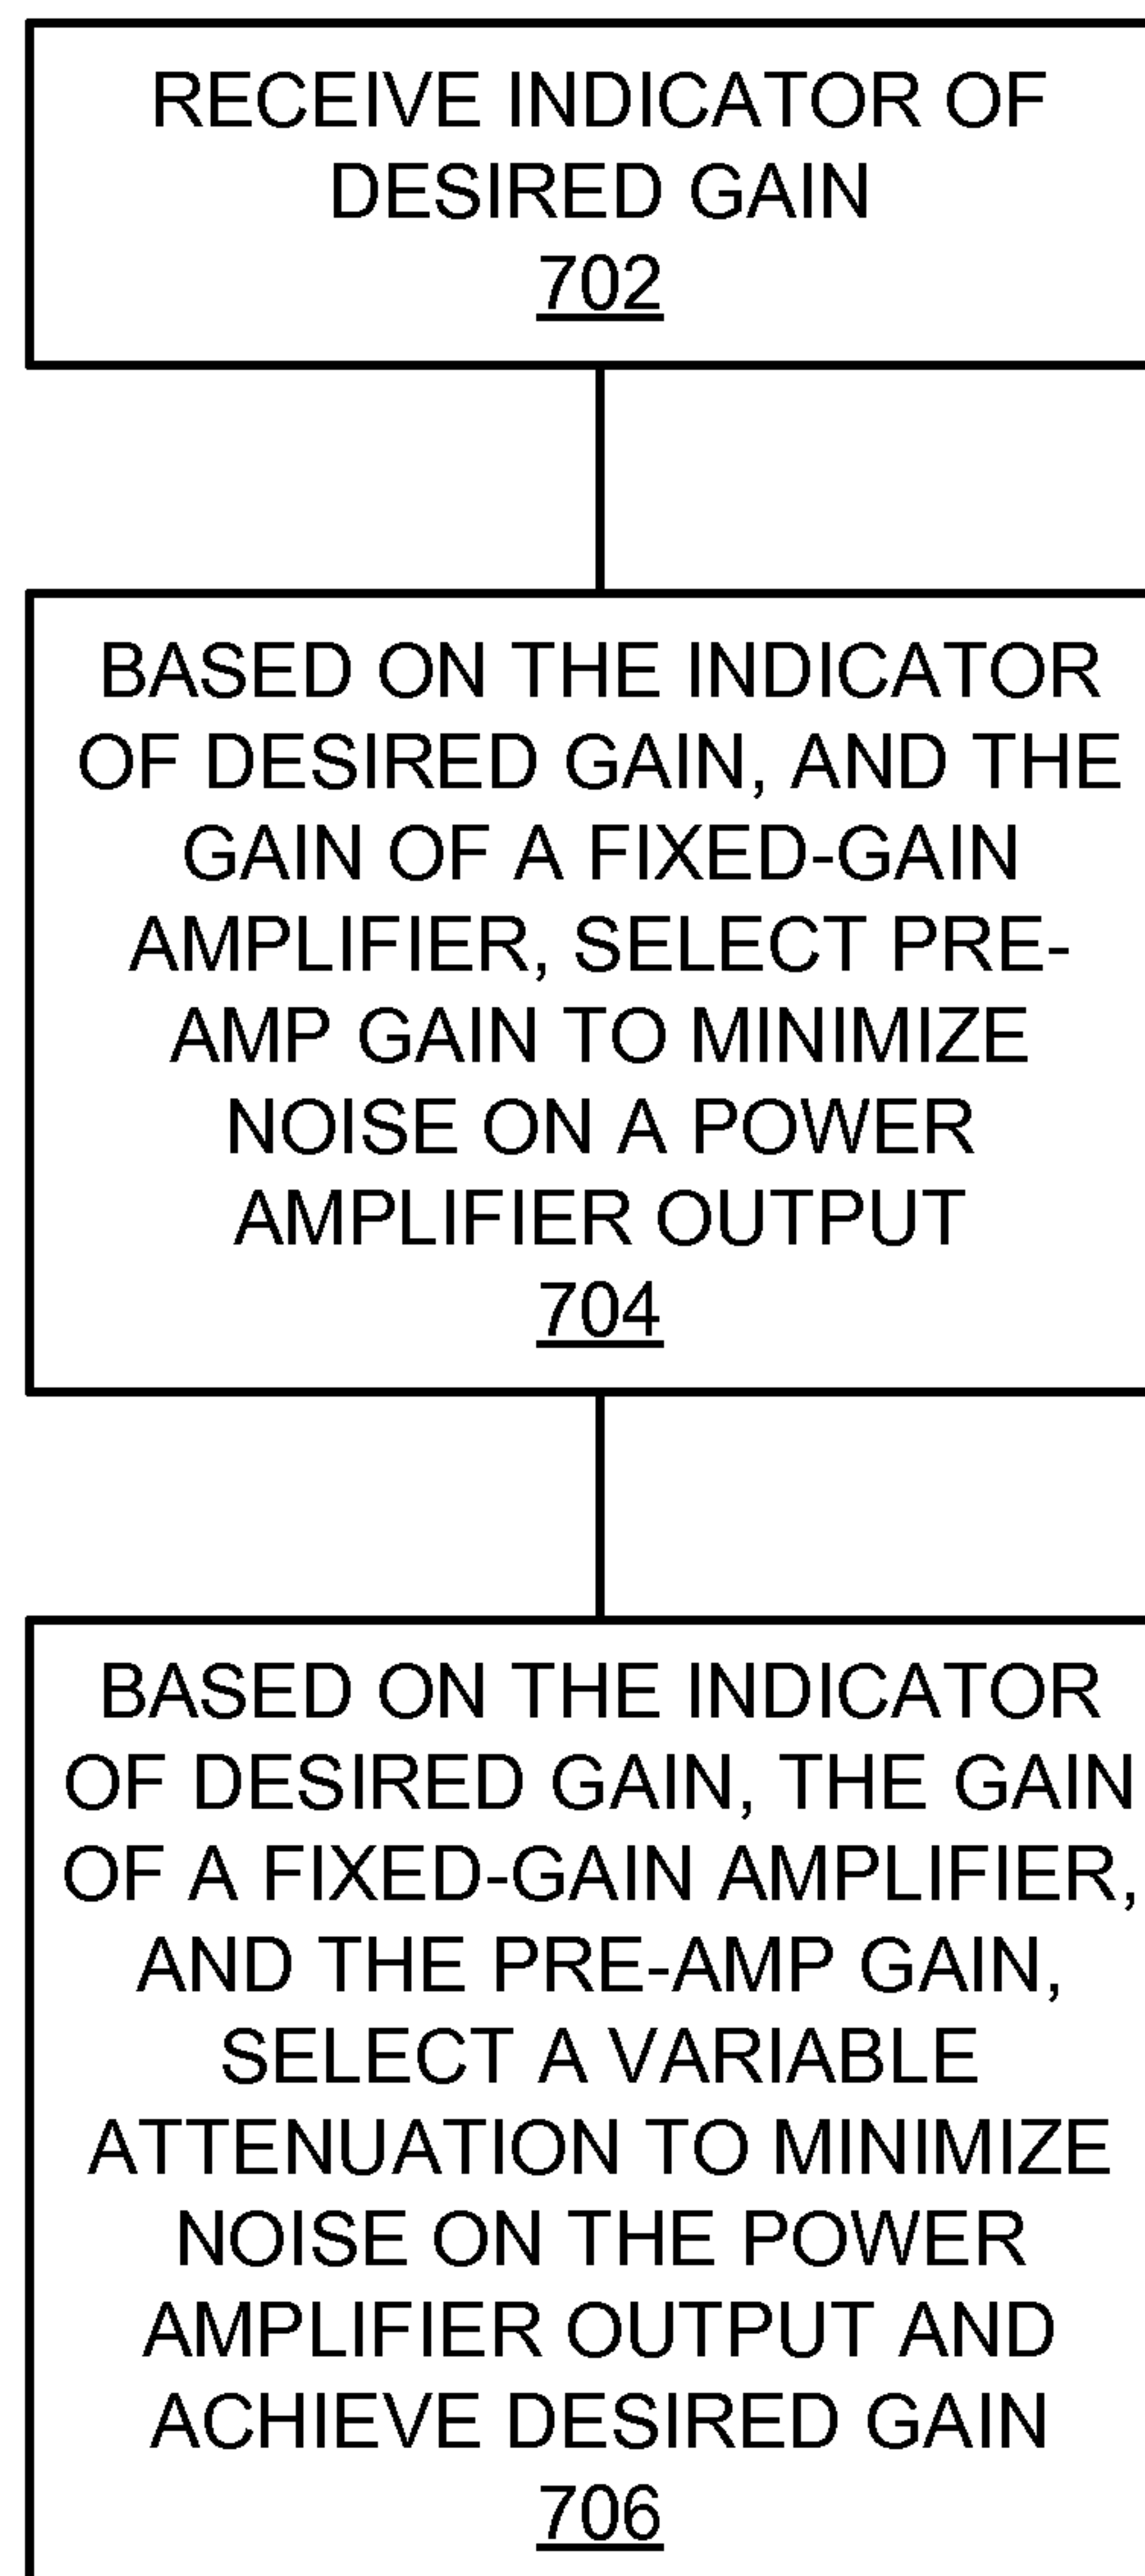 RECEIVE INDICATOR OF
DESIRED GAIN
702
BASED ON THE INDICATOR
OF DESIRED GAIN, AND THE
GAIN OF A FIXED-GAIN
AMPLIFIER, SELECT PRE-
AMP GAIN TO MINIMIZE
NOISE ON A POWER
AMPLIFIER OUTPUT
704
BASED ON THE INDICATOR
OF DESIRED GAIN, THE GAIN
OF A FIXED-GAIN AMPLIFIER,
AND THE PRE-AMP GAIN,
SELECT A VARIABLE
ATTENUATION TO MINIMIZE
NOISE ON THE POWER
AMPLIFIER OUTPUT AND
ACHIEVE DESIRED GAIN
706